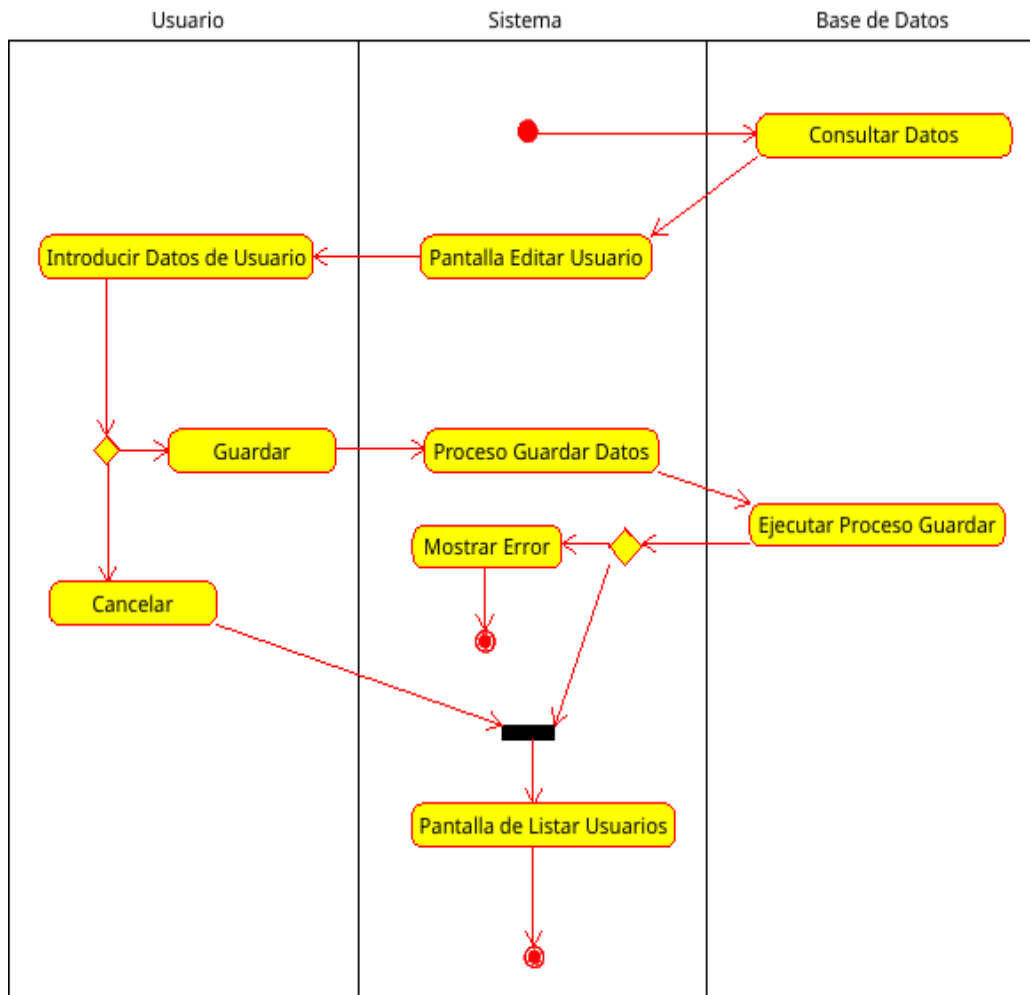 Usuario
Sistema
Base de Datos
Consultar Datos
Introducir Datos de Usuario
Pantalla Editar Usuario
Guardar
Proceso Guardar Datos
Ejecutar Proceso Guardar
Mostrar Error
Cancelar
Pantalla de Listar Usuarios